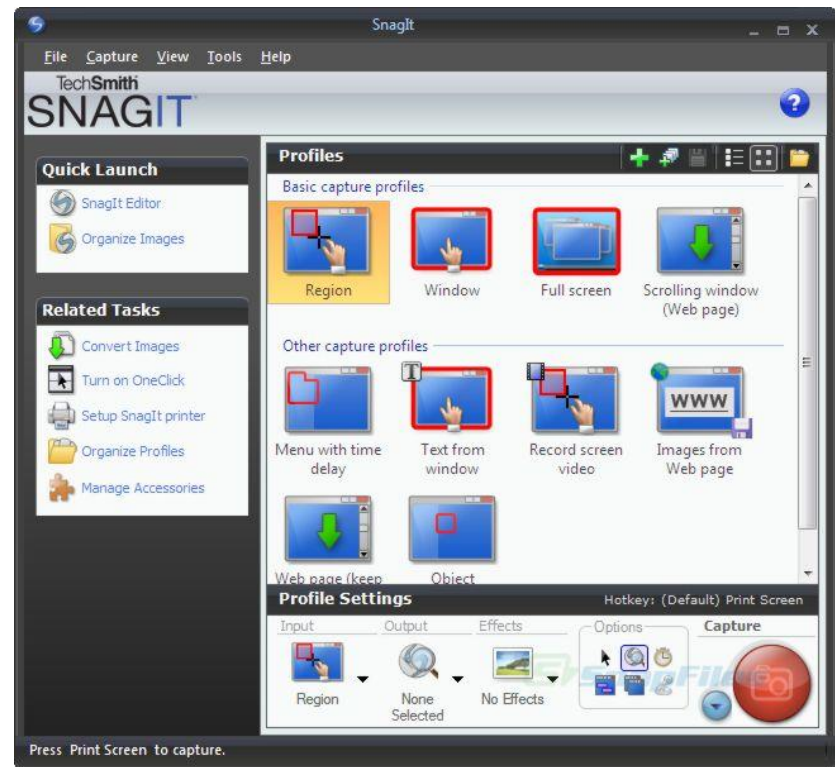 SnagIt
File Capture View Tools Help
TechSmith
SNAGIT
?
Quick Launch
SnagIt Editor
Organize Images
Related Tasks
Convert Images
Turn on OneClick
Setup SnagIt printer
Organize Profiles
Manage Accessories
Profiles
Basic capture profiles
Region
Window
Full screen
Scrolling window
(Web page)
Other capture profiles
T
WWW
Menu with time
delay
Text from
window
Record screen
video
Images from
Web page
Web page (keep
Object
Profile Settings
Hotkey: (Default) Print Screen
Input
Output
Effects
Options
Capture
Region
None
Selected
No Effects
SnapFiles
Press Print Screen to capture.